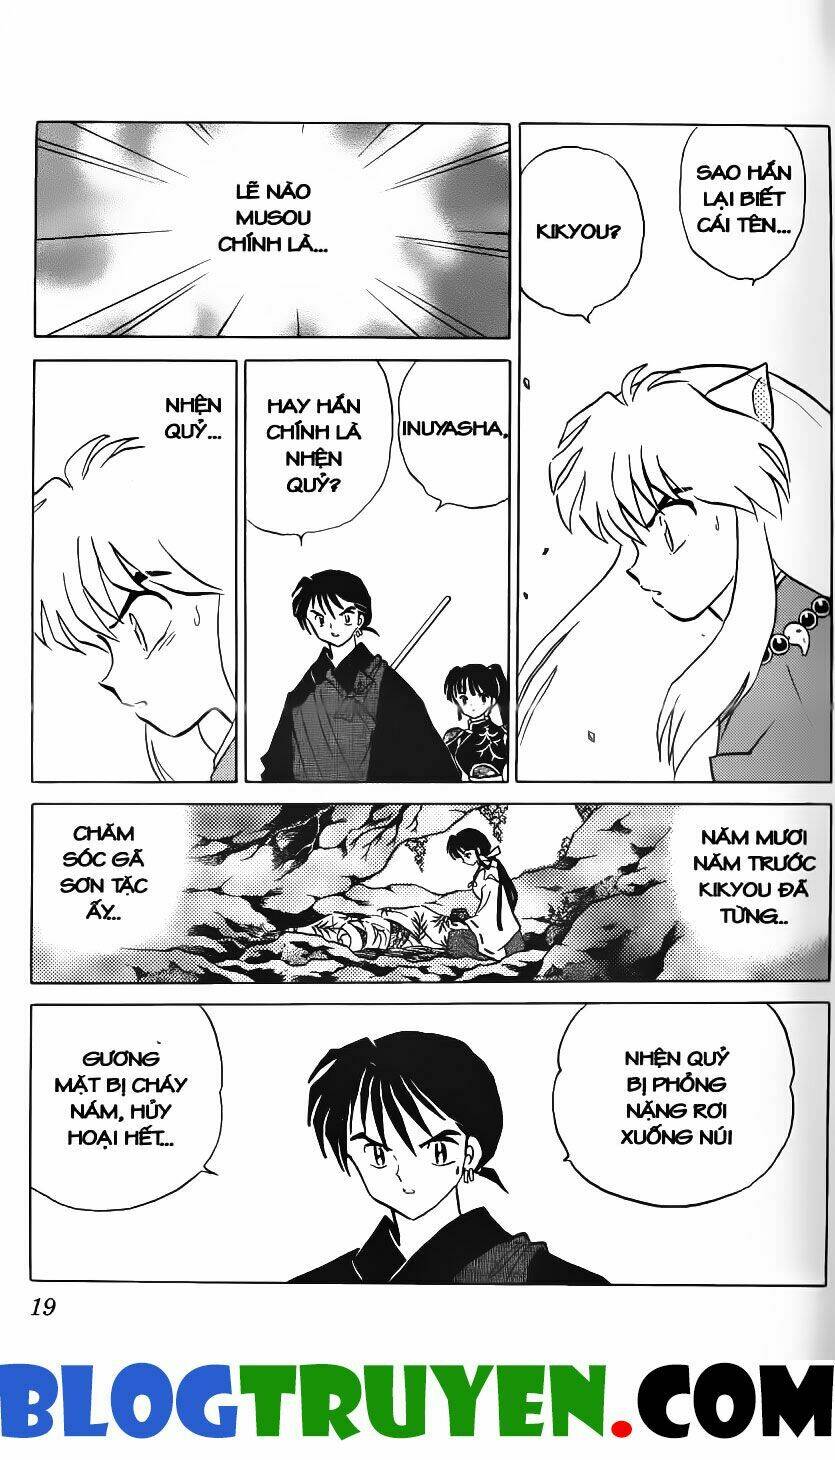 SAO HẮN
LẠI BIẾT
CÁI TÊN...
KIKYOU?
LẼ NÀO
MUSOU
CHÍNH LÀ...
INUYASHA,
HAY HẮN
CHÍNH LÀ
NHỆN
QUỶ?
NHỆN
QUỶ...
NĂM MƯƠI
NĂM TRƯỚC
KIKYOU ĐÃ
TỪNG...
CHĂM
SÓC GÃ
SƠN TẶC
ẤY...
NHỆN QUỶ
BỊ PHỎNG
NẶNG RƠI
XUỐNG NÚI
GƯƠNG
MẶT BỊ CHÁY
NÁM, HỦY
HOẠI HẾT...
19
BLOGTRUYEN.COM